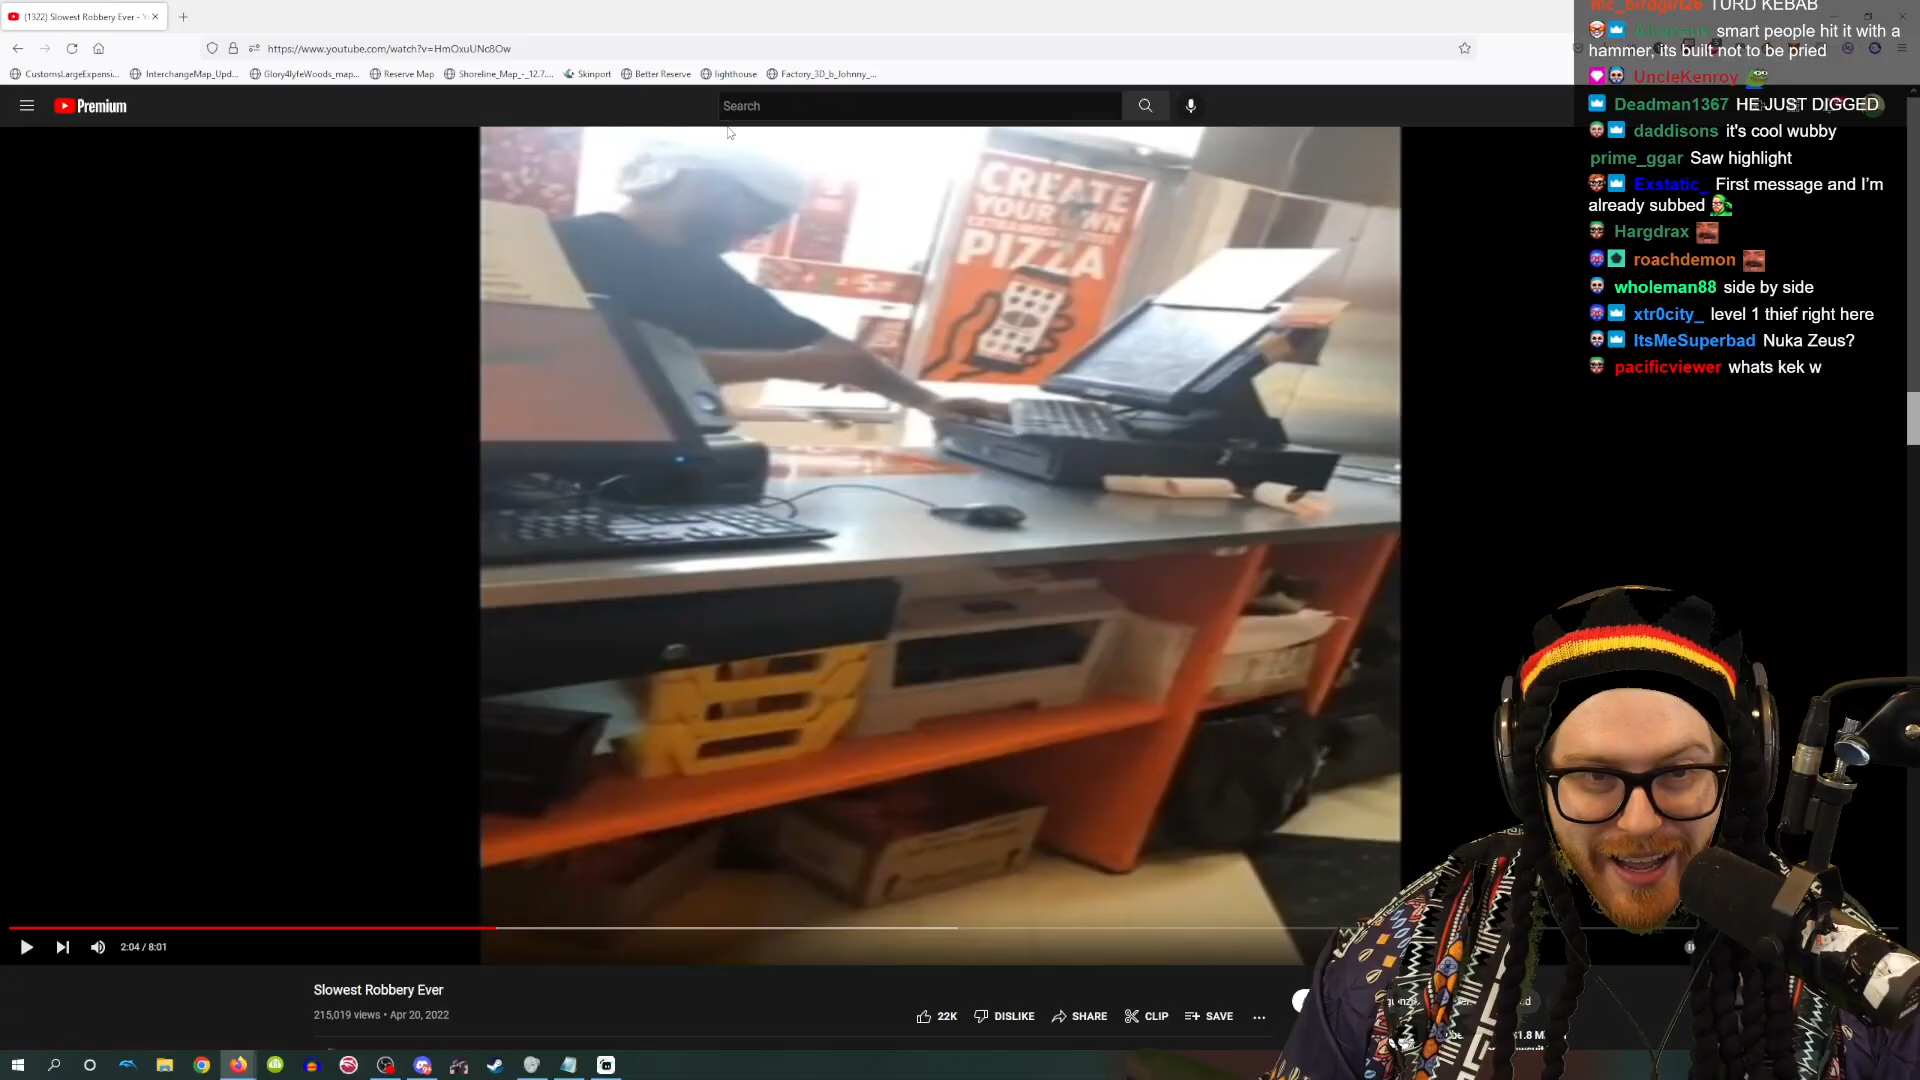 (1322) Slowest Robbery Ever - Y
https://www.youtube.com/watch?v=HmOxuUNc8Ow
CustomsLargeExpansi...
InterchangeMap_Upd...
Glory4lyfeWoods_map...
Reserve Map
Shoreline_Map_-_12.7....
Skinport
Better Reserve
lighthouse
Factory_3D_b_Johnny_...
Premium
Search
mc_birdgirl26 TURD KEBAB
smart people hit it with a
hammer, its built not to be pried
UncleKenroy
Deadman1367 HE JUST DIGGED
daddisons it's cool wubby
prime_ggar Saw highlight
Exstatic_ First message and I'm
already subbed
Hargdrax
roachdemon
wholeman88 side by side
xtr0city_ level 1 thief right here
ItsMeSuperbad Nuka Zeus?
pacificviewer whats kek w
CREATE
YOUR OWN
PIZZA
2:04 / 8:01
Slowest Robbery Ever
215,019 views • Apr 20, 2022
22K
DISLIKE
SHARE
CLIP
SAVE
...
$1.8 M